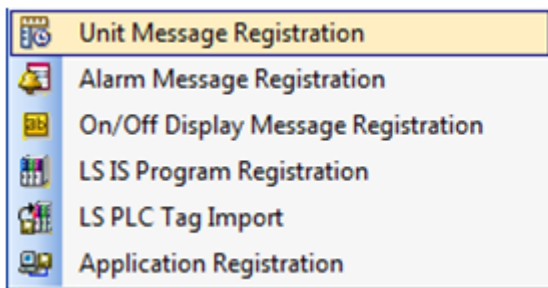 Unit Message Registration
Alarm Message Registration
On/Off Display Message Registration
LS IS Program Registration
LS PLC Tag Import
Application Registration